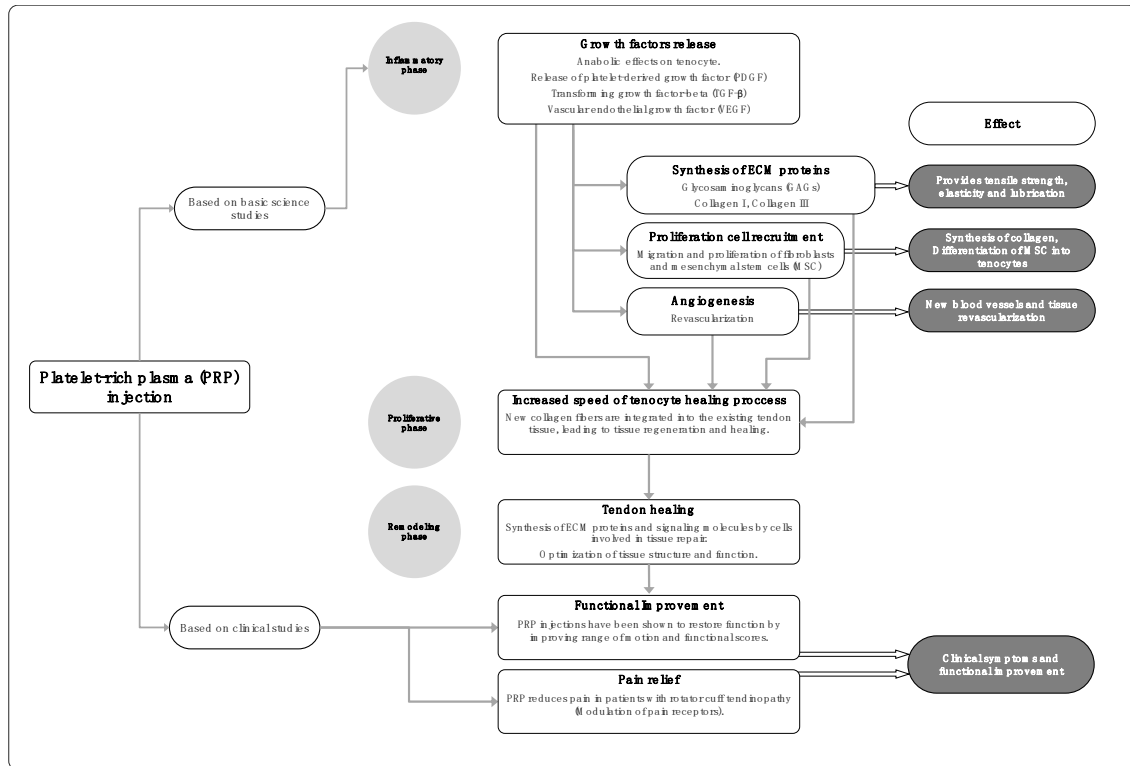 Inflammatory
phase
Growth factors release
Anabolic effects on tenocyte.
Release of platelet-derived growth factor (PDGF)
Transforming growth factor-beta (TGF-β)
Vascular endothelial growth factor (VEGF)
Effect
Synthesis of ECM proteins
Glycosaminoglycans (GAGs)
Collagen I, Collagen III
Provides tensile strength,
elasticity and lubrication
Based on basic science
studies
Proliferation cell recruitment
Migration and proliferation of fibroblasts
and mesenchymal stem cells (MSC)
Synthesis of collagen,
Differentiation of MSC into
tenocytes
Angiogenesis
Revascularization
New blood vessels and tissue
revascularization
Platelet-rich plasma (PRP)
injection
Proliferative
phase
Increased speed of tenocyte healing proccess
New collagen fibers are integrated into the existing tendon
tissue, leading to tissue regeneration and healing.
Remodeling
phase
Tendon healing
Synthesis of ECM proteins and signaling molecules by cells
involved in tissue repair.
Optimization of tissue structure and function.
Based on clinical studies
Functional Improvement
PRP injections have been shown to restore function by
improving range of motion and functional scores.
Clinical symptoms and
functional improvement
Pain relief
PRP reduces pain in patients with rotator cuff tendinopathy
(Modulation of pain receptors).